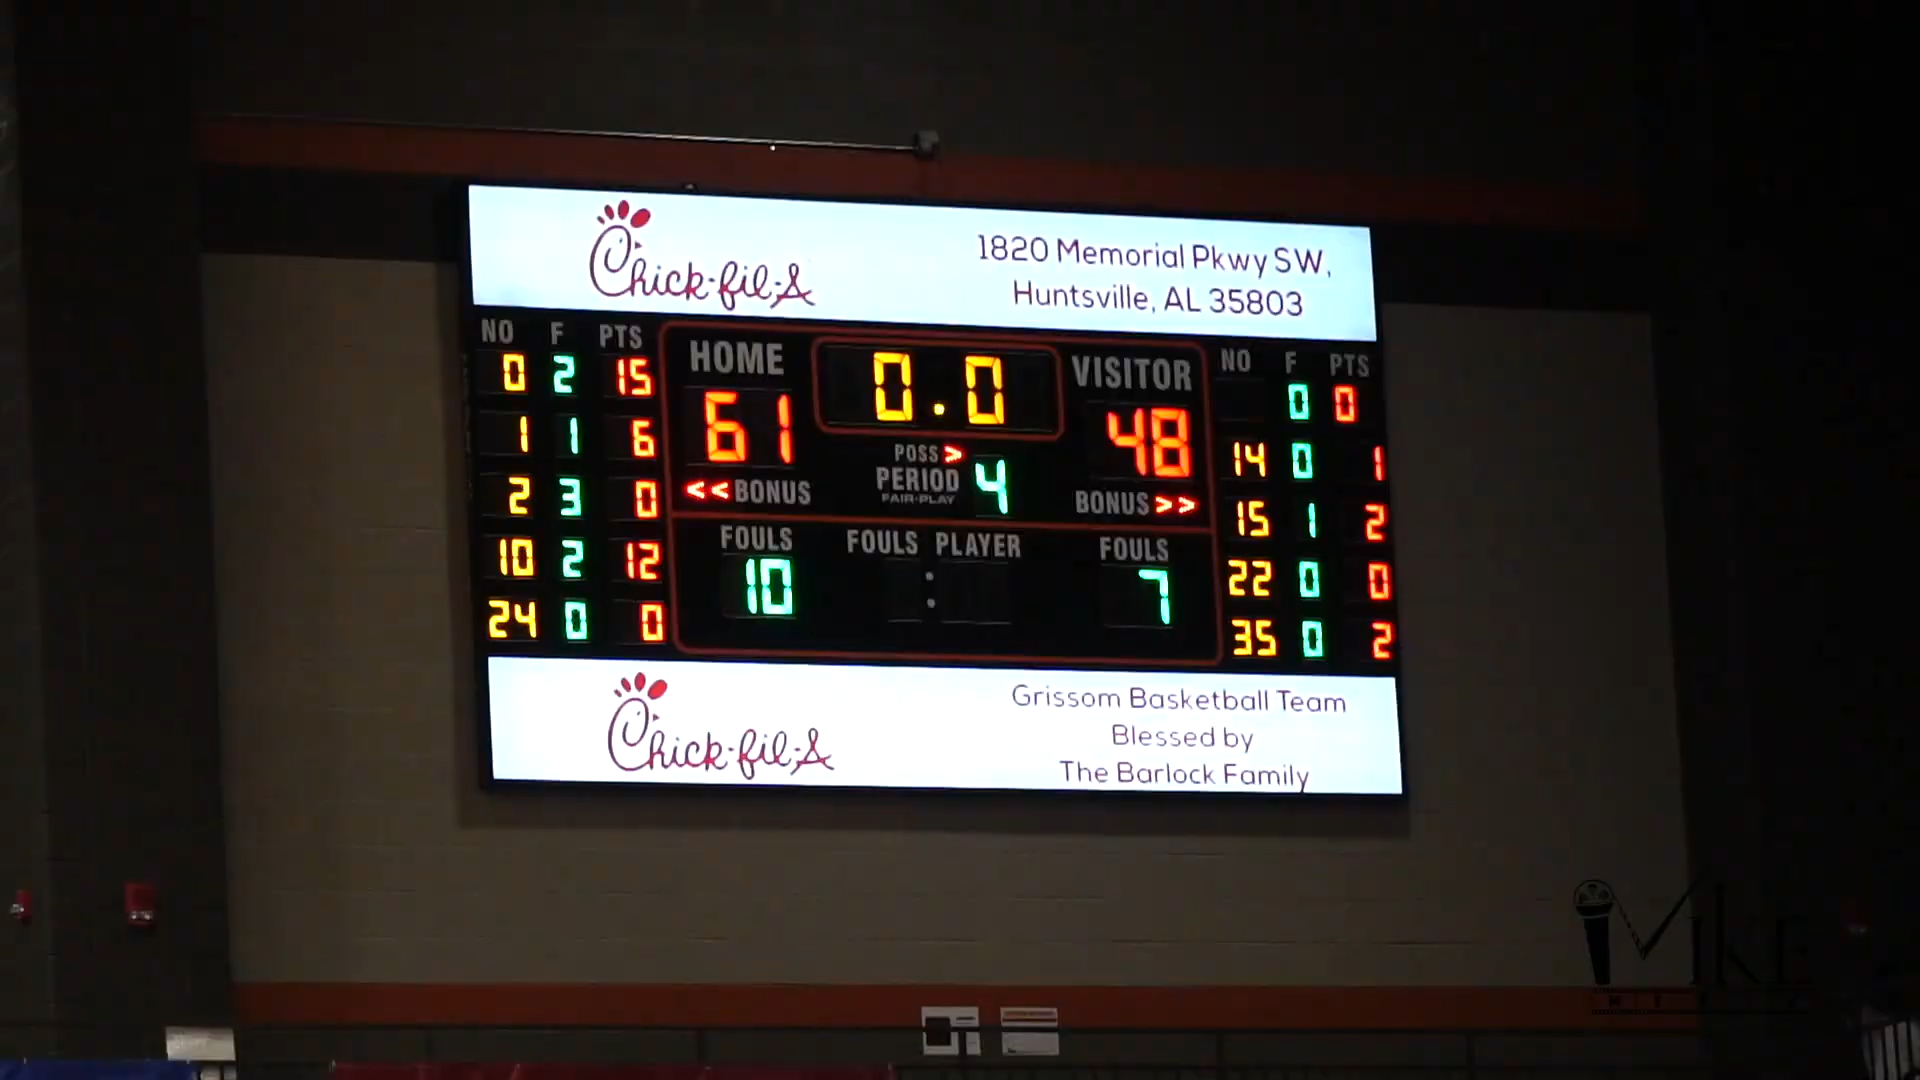 Chick-fil-A
1820 Memorial Pkwy SW,
Huntsville, AL 35803
NO F PTS
0 2 15
1 1 6
2 3 0
10 2 12
24 0 0
HOME
61
<<BONUS
0.0
POSS >
PERIOD 4
FAIR-PLAY
VISITOR
48
BONUS >>
FOULS
10
FOULS PLAYER
:
FOULS
7
NO F PTS
0 0
14 0 1
15 1 2
22 0 0
35 0 2
Chick-fil-A
Grissom Basketball Team
Blessed by
The Barlock Family
MIKE